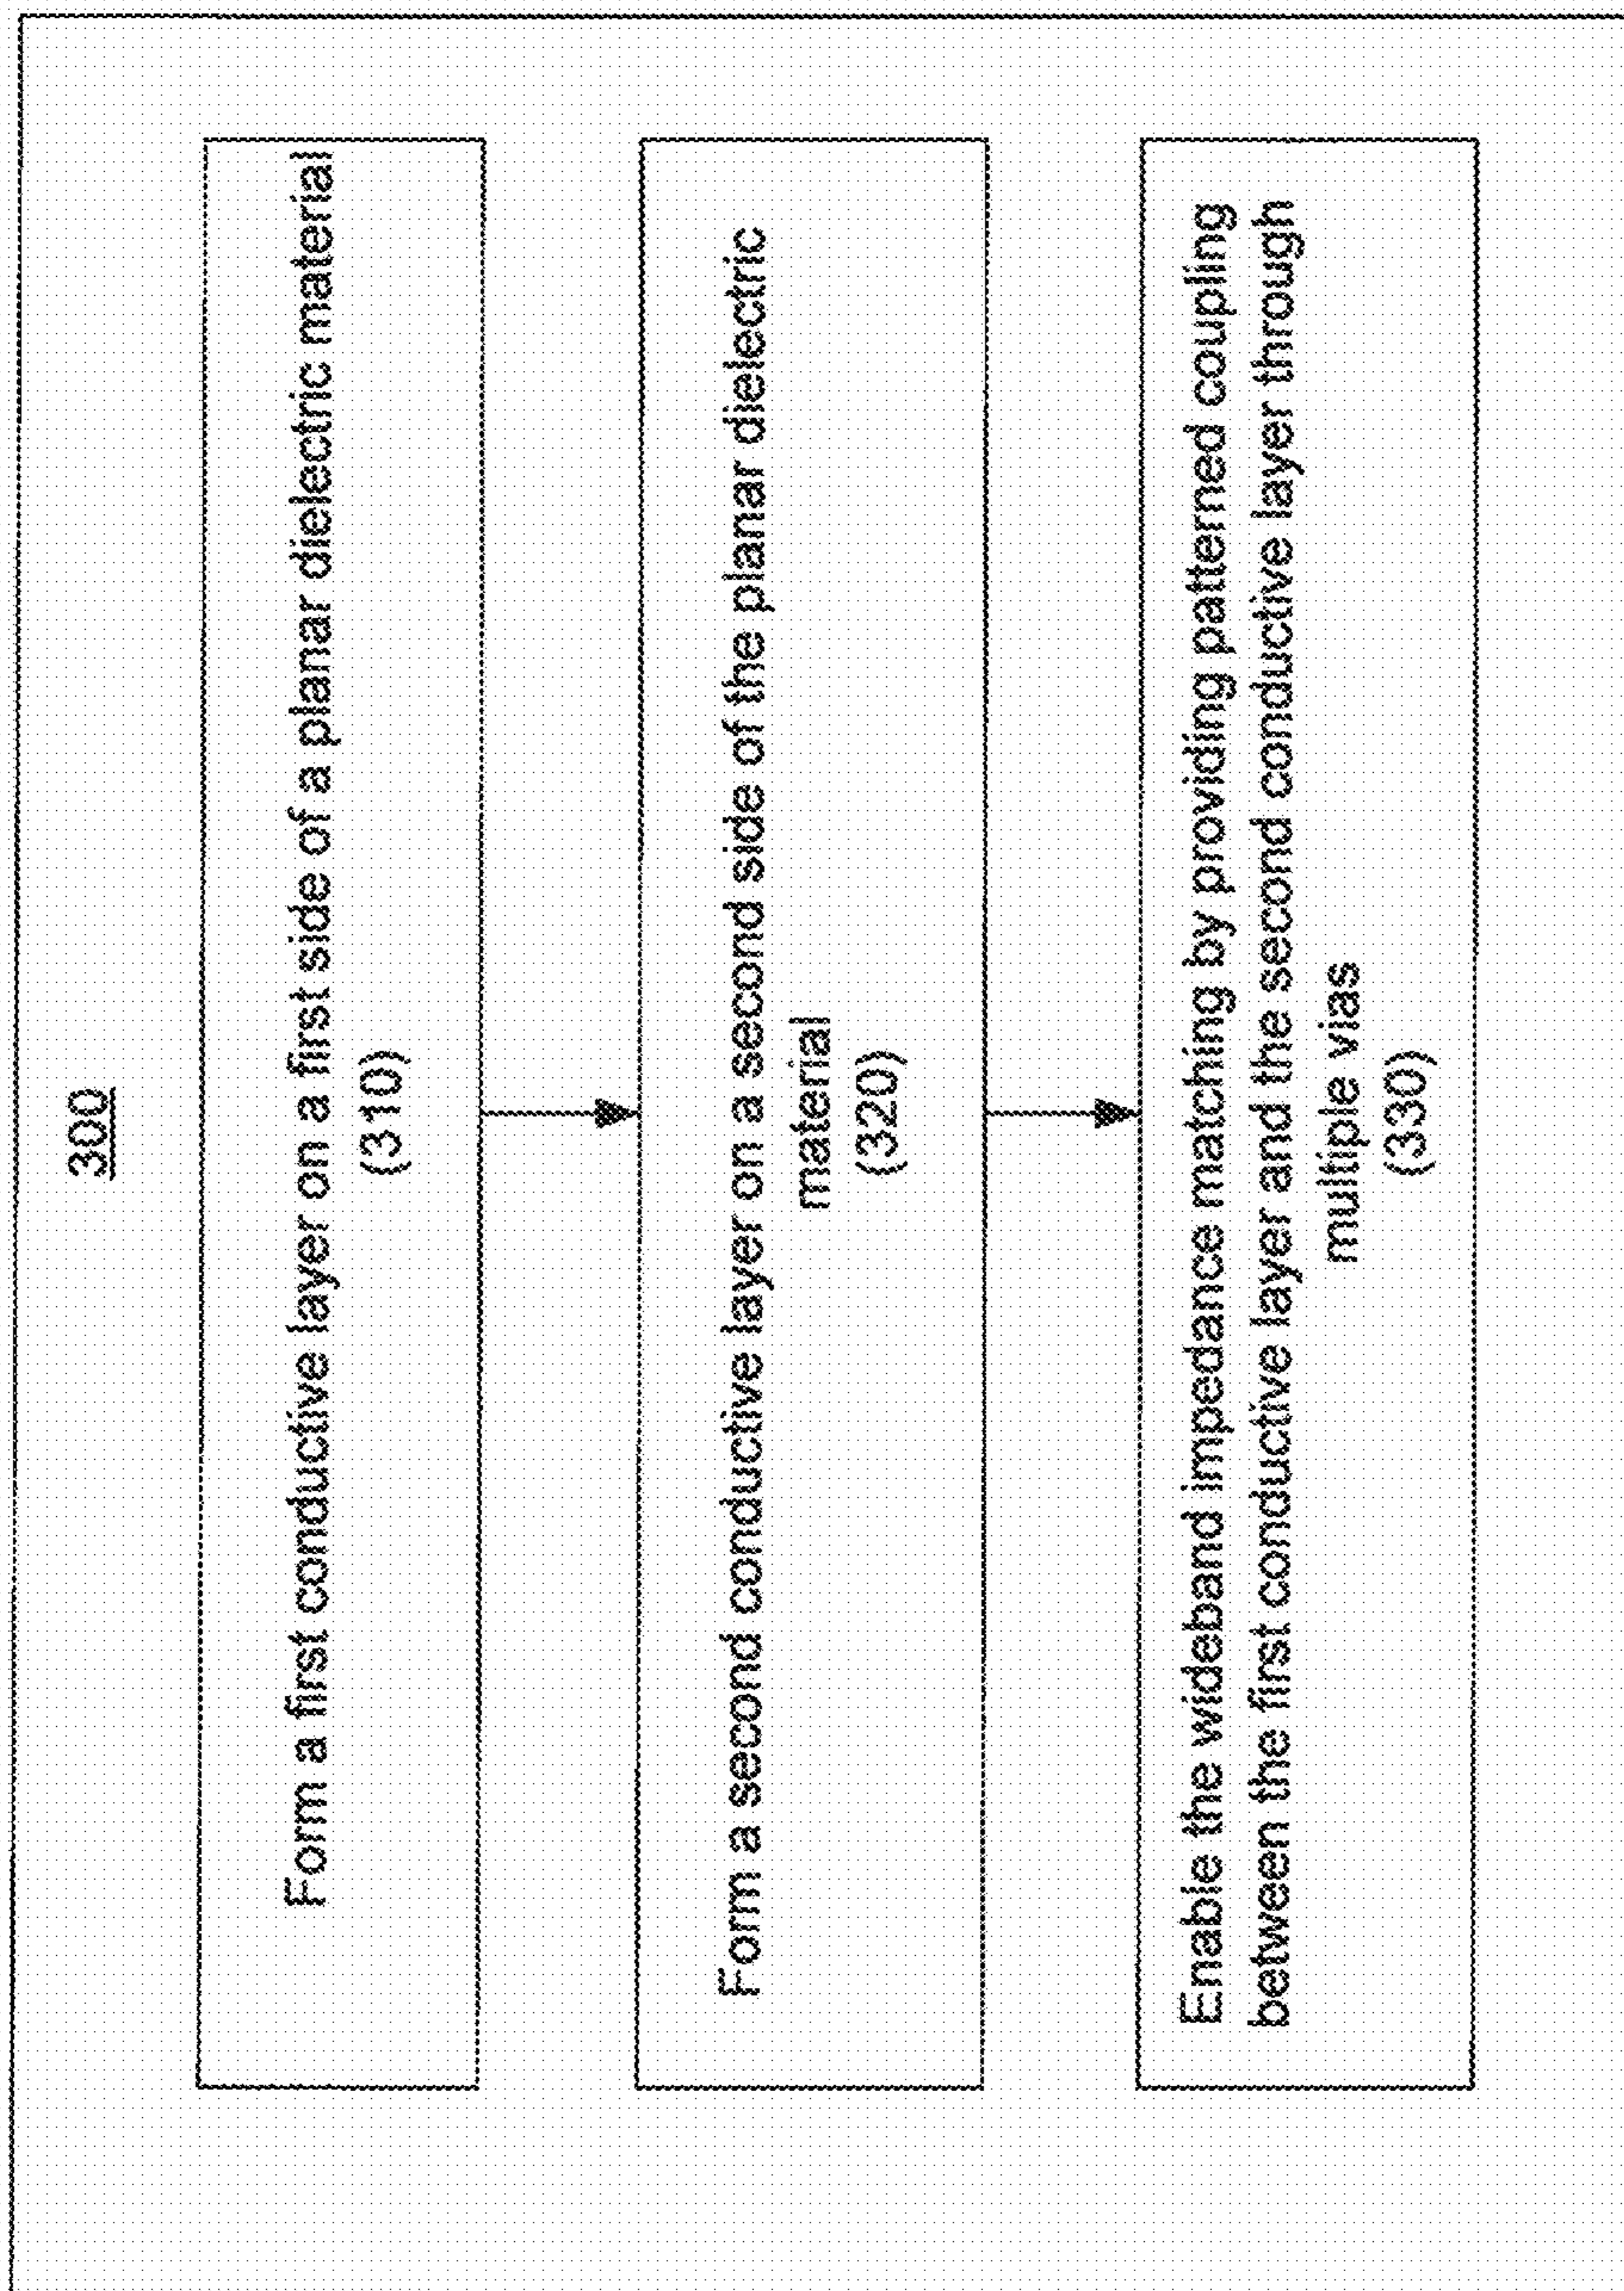 300
Form a first conductive layer on a first side of a planar dielectric material
(310)
Form a second conductive layer on a second side of the planar dielectric
material
(320)
Enable the wideband impedance matching by providing patterned coupling
between the first conductive layer and the second conductive layer through
multiple vias
(330)